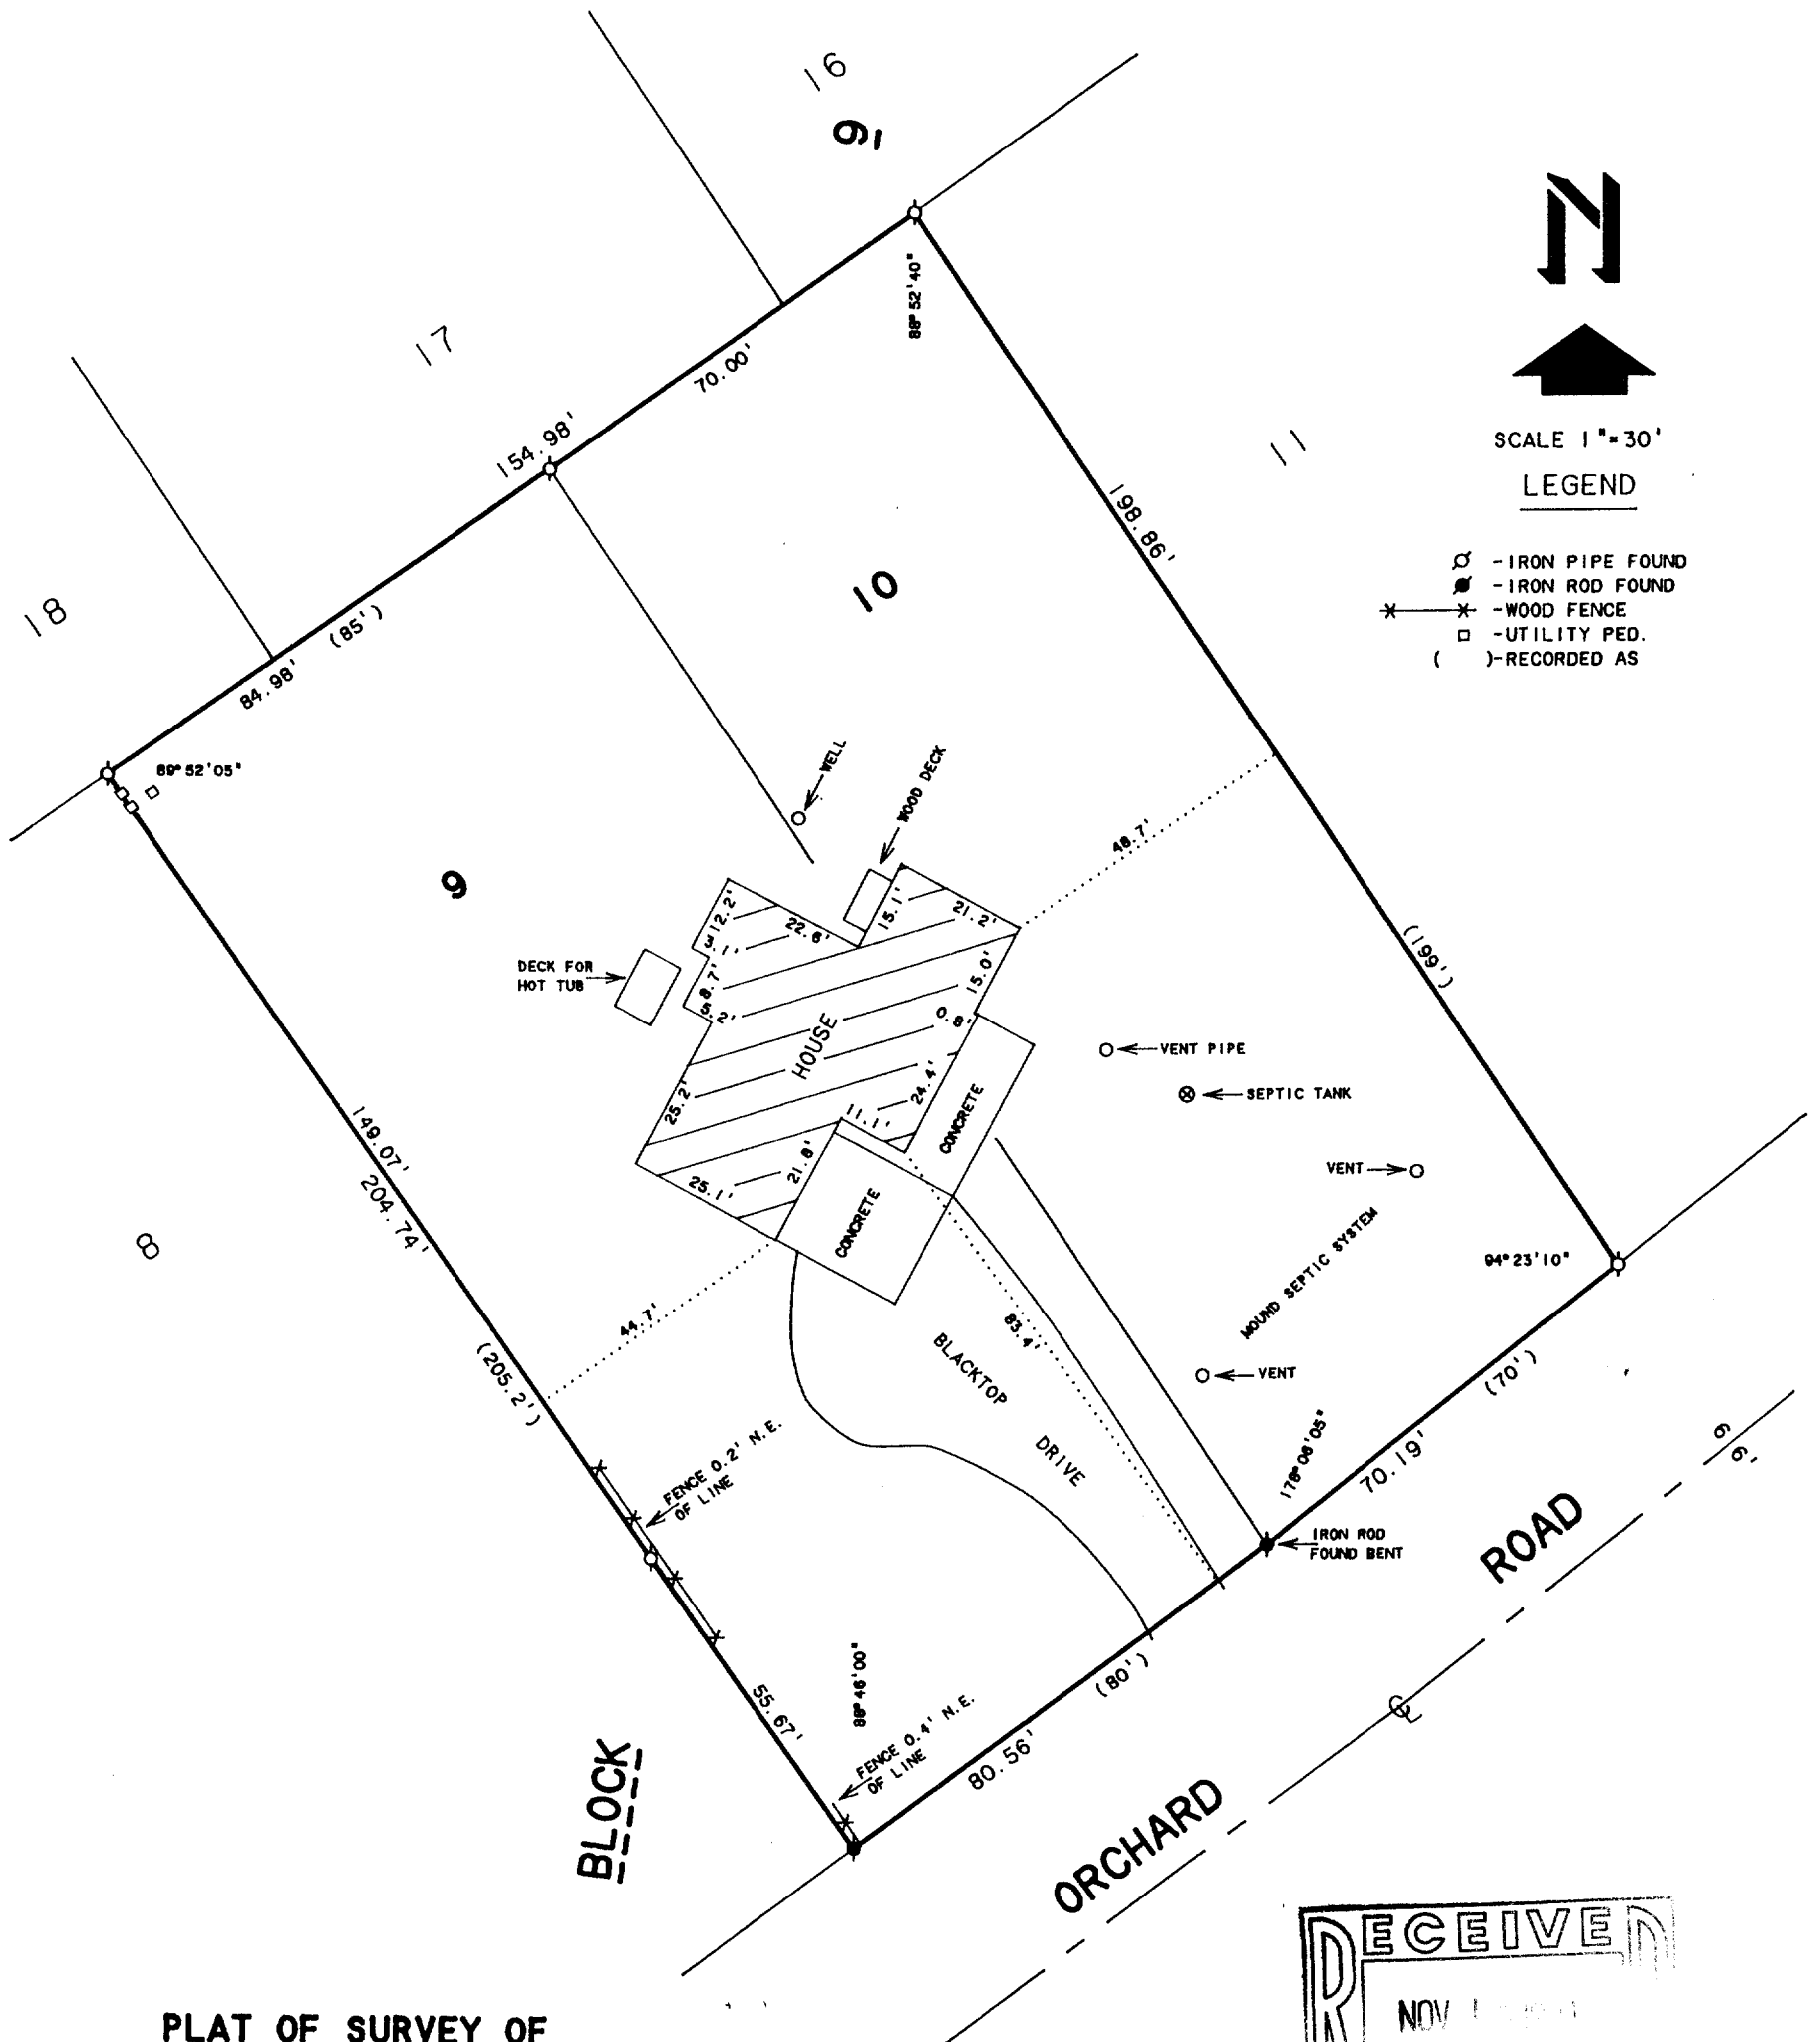 16
9
N
SCALE 1"=30'
LEGEND
-IRON PIPE FOUND
-IRON ROD FOUND
-WOOD FENCE
-UTILITY PED.
( )-RECORDED AS
88°52'40"
17
70.00'
154.98'
11
198.86'
10
18
(85')
84.98'
89°52'05"
WELL
WOOD DECK
48.7'
9
12.2'
22.6'
15.1'
21.2'
3.1'
(199')
DECK FOR
HOT TUB
8.7'
5.2'
15.0'
0.8'
HOUSE
VENT PIPE
24.4'
25.2'
11.1'
CONCRETE
SEPTIC TANK
149.07'
204.74'
21.8'
25.1'
CONCRETE
VENT
8
MOUND SEPTIC SYSTEM
94°23'10"
44.7'
83.4'
BLACKTOP
DRIVE
(205.2')
VENT
(70')
FENCE 0.2' N.E.
OF LINE
178°06'05"
70.19'
66'
IRON ROD
FOUND BENT
ROAD
55.67'
88°46'00"
(80')
FENCE 0.4' N.E.
OF LINE
80.56'
CL
BLOCK
ORCHARD
RECEIVED
NOV
PLAT OF SURVEY OF